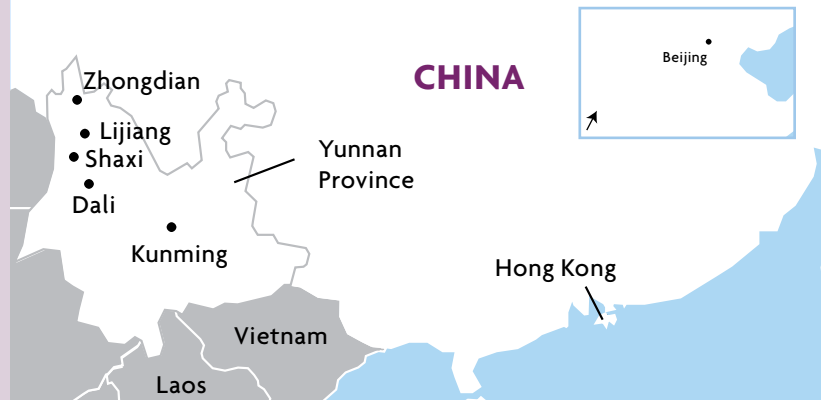 Beijing
CHINA
Zhongdian
Lijiang
Shaxi
Yunnan
Province
Dali
Kunming
Hong Kong
Vietnam
Laos